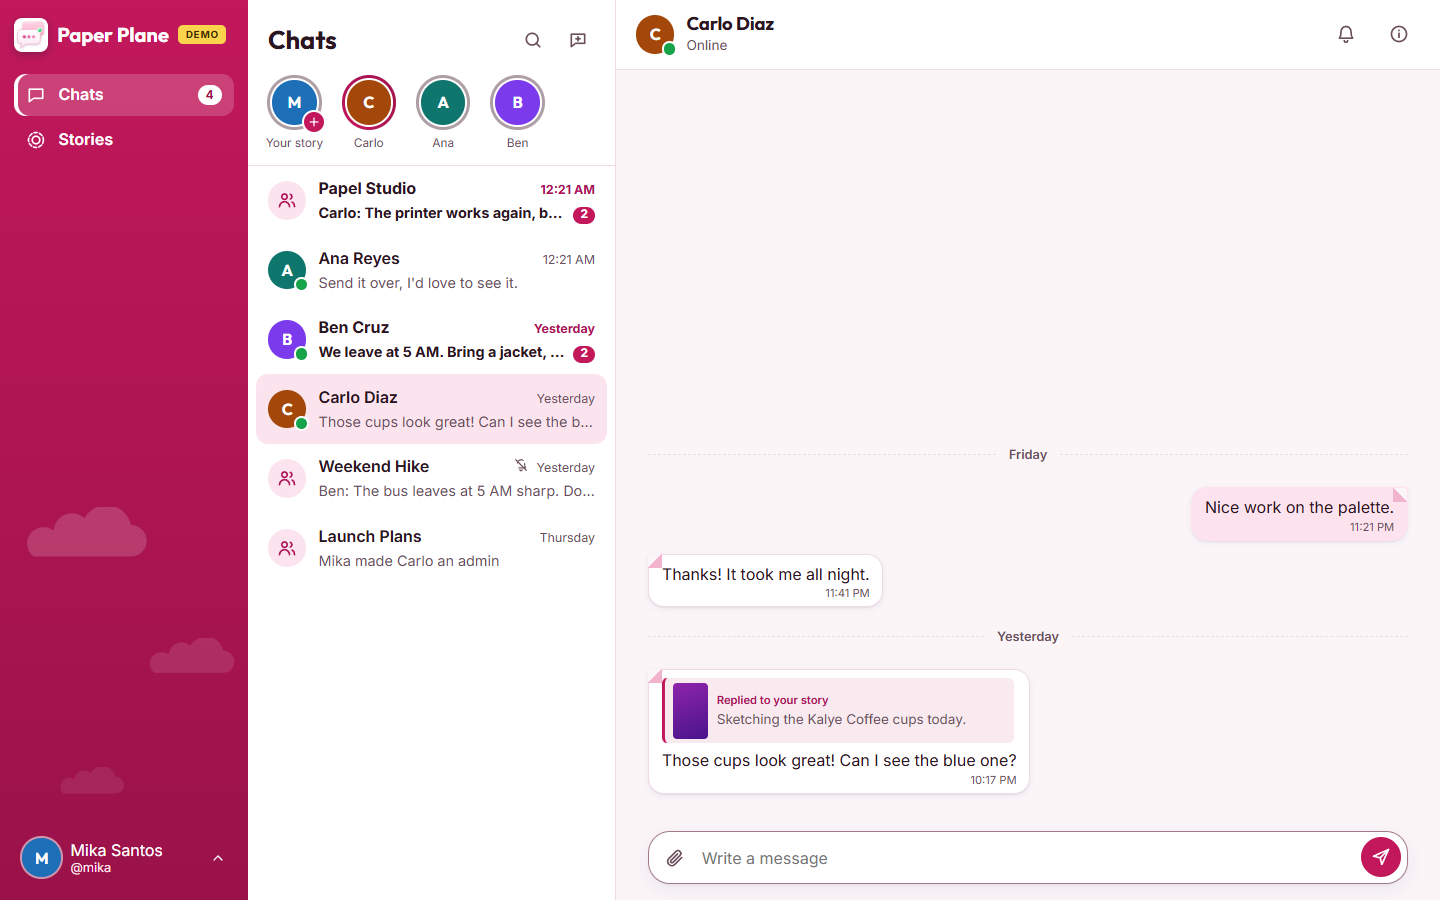 Paper Plane DEMO
Chats 4
Stories
M
Mika Santos
@mika
Chats
M
Your story
C
Carlo
A
Ana
B
Ben
Papel Studio 12:21 AM
Carlo: The printer works again, b... 2
A
Ana Reyes 12:21 AM
Send it over, I'd love to see it.
B
Ben Cruz Yesterday
We leave at 5 AM. Bring a jacket, ... 2
C
Carlo Diaz Yesterday
Those cups look great! Can I see the b...
Weekend Hike Yesterday
Ben: The bus leaves at 5 AM sharp. Do...
Launch Plans Thursday
Mika made Carlo an admin
C
Carlo Diaz
Online
Friday
Nice work on the palette.
11:21 PM
Thanks! It took me all night.
11:41 PM
Yesterday
Replied to your story
Sketching the Kalye Coffee cups today.
Those cups look great! Can I see the blue one?
10:17 PM
Write a message